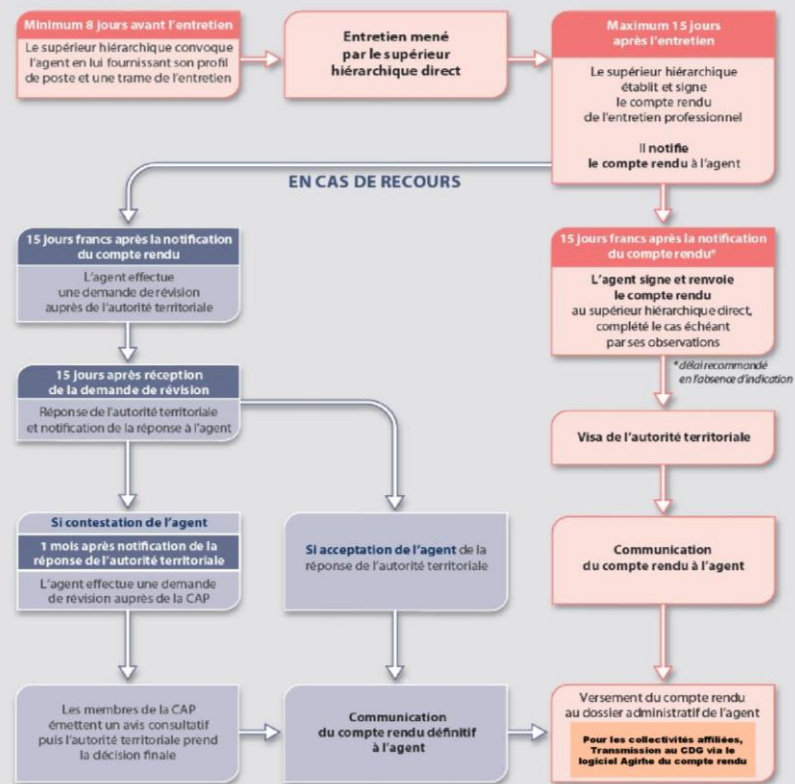 Minimum 8 jours avant l'entretien
Le supérieur hiérarchique convoque
l'agent en lui fournissant son profil
de poste et une trame de l'entretien
Entretien mené
par le supérieur
hiérarchique direct
Maximum 15 jours
après l'entretien
Le supérieur hiérarchique
établit et signe
le compte rendu
de l'entretien professionnel
Il notifie
le compte rendu à l'agent
EN CAS DE RECOURS
15 jours francs après la notification
du compte rendu
L'agent effectue
une demande de révision
auprès de l'autorité territoriale
15 jours francs après la notification
du compte rendu*
L'agent signe et renvoie
le compte rendu
au supérieur hiérarchique direct,
complété le cas échéant
par ses observations
* délai recommandé
en l'absence d'indication
15 jours après réception
de la demande de révision
Réponse de l'autorité territoriale
et notification de la réponse à l'agent
Visa de l'autorité territoriale
Si contestation de l'agent
1 mois après notification de la
réponse de l'autorité territoriale
L'agent effectue une demande
de révision auprès de la CAP
Si acceptation de l'agent de la
réponse de l'autorité territoriale
Communication
du compte rendu à l'agent
Les membres de la CAP
émettent un avis consultatif
puis l'autorité territoriale prend
la décision finale
Communication
du compte rendu définitif
à l'agent
Versement du compte rendu
au dossier administratif de l'agent
Pour les collectivités affiliées,
Transmission au CDG via le
logiciel Agirhe du compte rendu